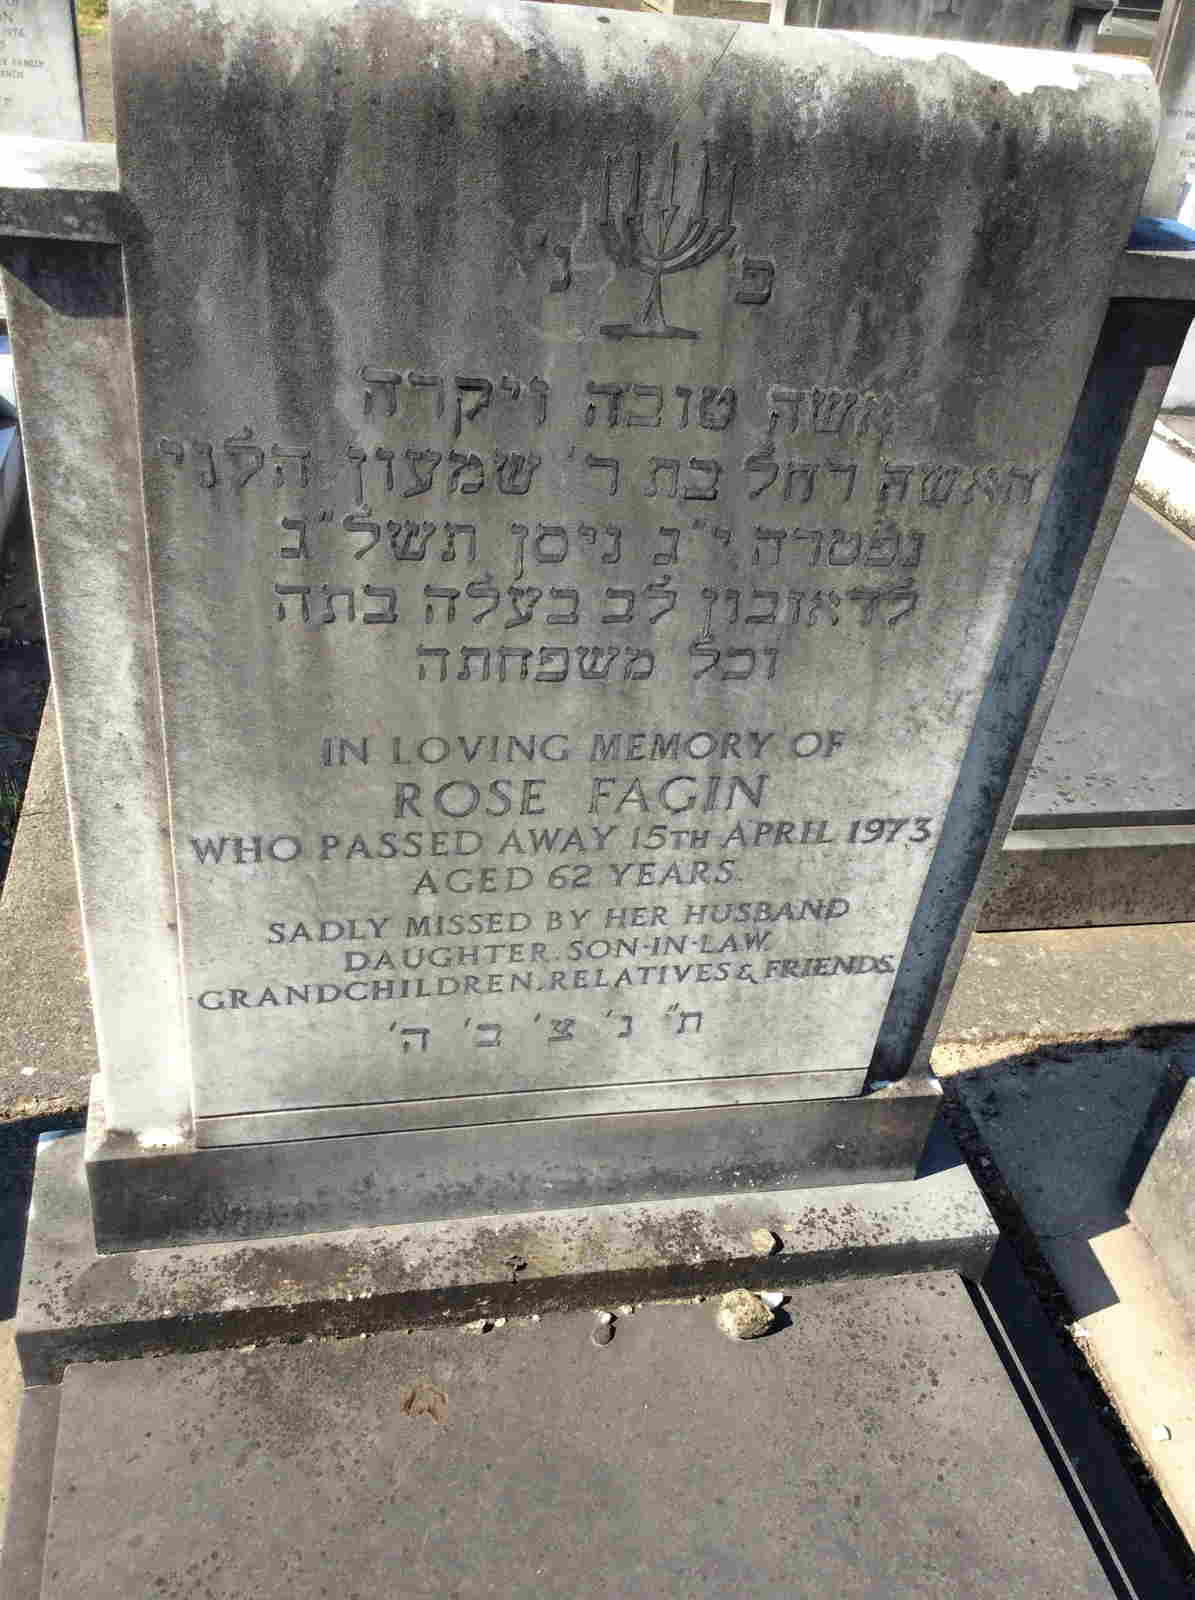 פ' נ'
אשה טובה ויקרה
האשה רחל בת ר' שמעון הלוי
נפטרה י"ג ניסן תשל"ג
לדאובון לב בעלה בתה
וכל משפחתה
IN LOVING MEMORY OF
ROSE FAGIN
WHO PASSED AWAY 15TH APRIL 1973
AGED 62 YEARS.
SADLY MISSED BY HER HUSBAND
DAUGHTER. SON-IN-LAW.
GRANDCHILDREN. RELATIVES & FRIENDS.
ת" נ' צ' ב' ה'